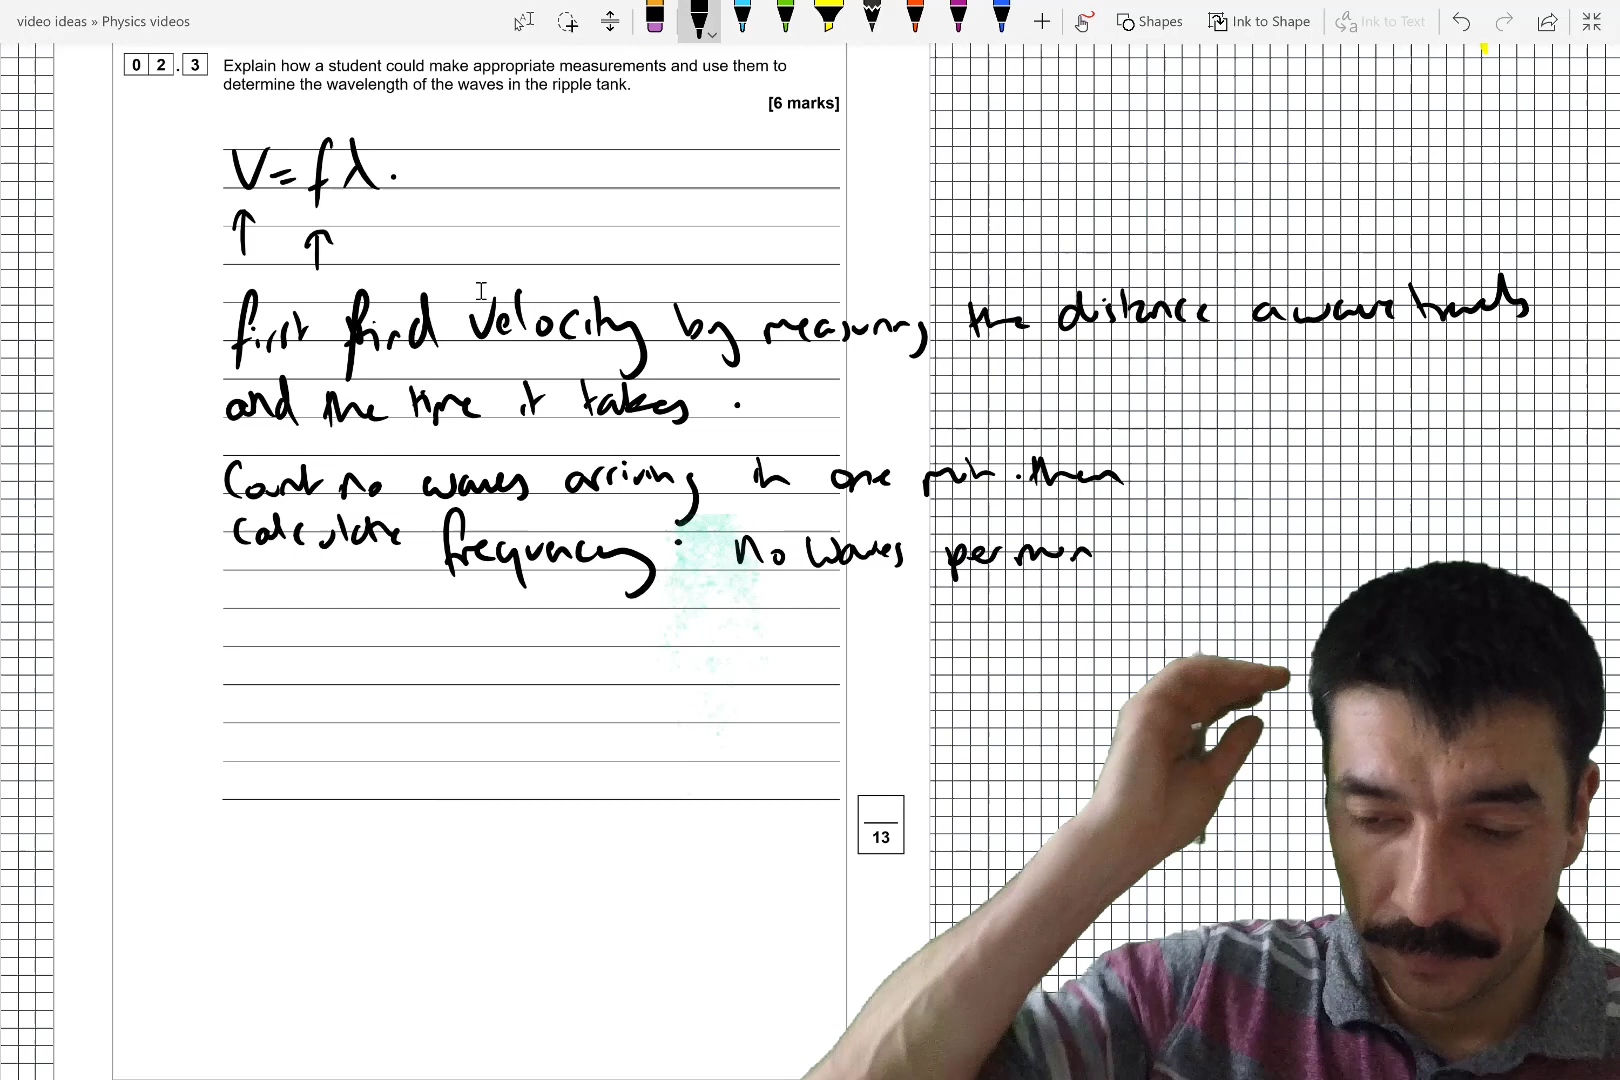 video ideas » Physics videos
Shapes
Ink to Shape
Ink to Text
0 2 . 3 Explain how a student could make appropriate measurements and use them to
determine the wavelength of the waves in the ripple tank.
[6 marks]
V = fλ.
first find velocity by measuring the distance a wave travels
and the time it takes .
Count no waves arriving in one min . then
calculate frequency : no waves per min
13